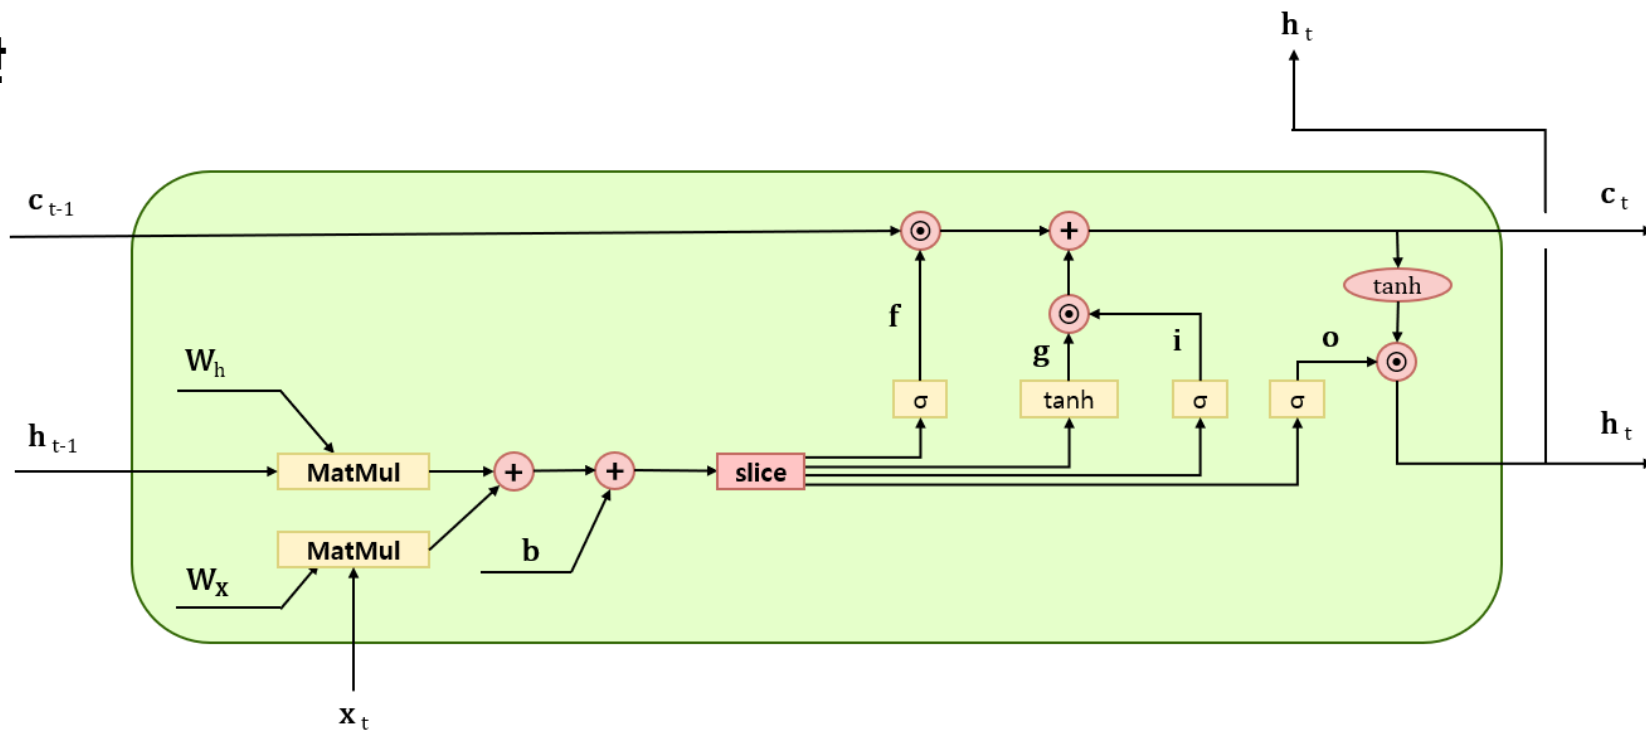 h t
c t-1
c t
+
tanh
f
i
o
g
W h
σ
tanh
σ
σ
h t-1
h t
MatMul
+
+
slice
MatMul
b
W X
x t